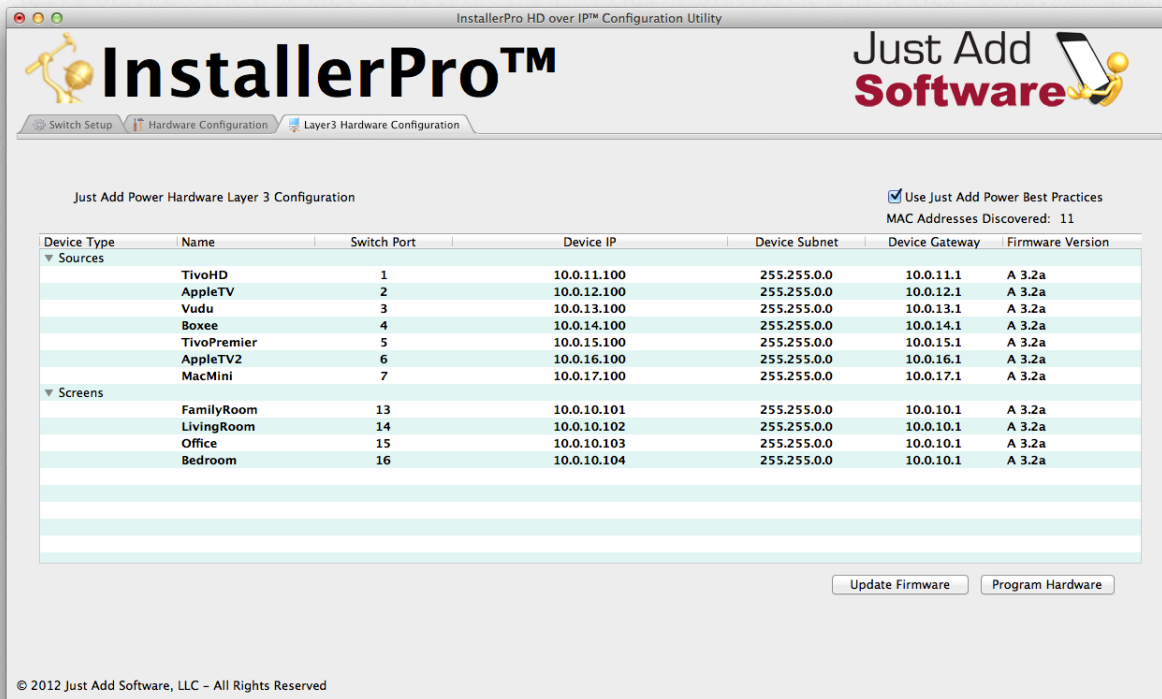 InstallerPro HD over IP™ Configuration Utility
InstallerPro™
Just Add
Software
Switch Setup Hardware Configuration Layer3 Hardware Configuration
Just Add Power Hardware Layer 3 Configuration
Use Just Add Power Best Practices
MAC Addresses Discovered: 11
Device Type Name Switch Port Device IP Device Subnet Device Gateway Firmware Version
Sources
TivoHD 1 10.0.11.100 255.255.0.0 10.0.11.1 A 3.2a
AppleTV 2 10.0.12.100 255.255.0.0 10.0.12.1 A 3.2a
Vudu 3 10.0.13.100 255.255.0.0 10.0.13.1 A 3.2a
Boxee 4 10.0.14.100 255.255.0.0 10.0.14.1 A 3.2a
TivoPremier 5 10.0.15.100 255.255.0.0 10.0.15.1 A 3.2a
AppleTV2 6 10.0.16.100 255.255.0.0 10.0.16.1 A 3.2a
MacMini 7 10.0.17.100 255.255.0.0 10.0.17.1 A 3.2a
Screens
FamilyRoom 13 10.0.10.101 255.255.0.0 10.0.10.1 A 3.2a
LivingRoom 14 10.0.10.102 255.255.0.0 10.0.10.1 A 3.2a
Office 15 10.0.10.103 255.255.0.0 10.0.10.1 A 3.2a
Bedroom 16 10.0.10.104 255.255.0.0 10.0.10.1 A 3.2a
Update Firmware Program Hardware
© 2012 Just Add Software, LLC – All Rights Reserved